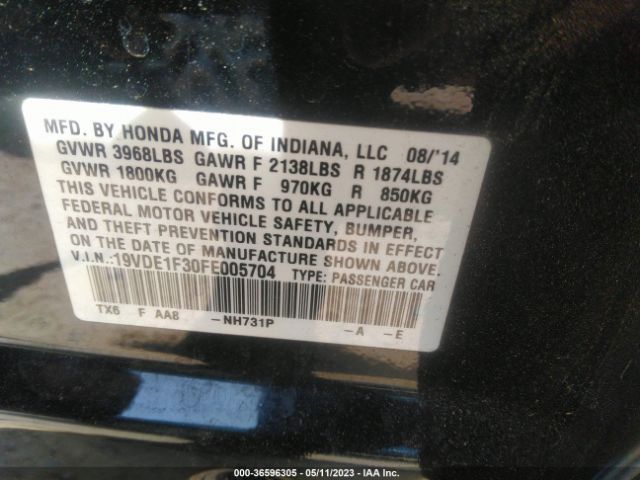 MFD. BY HONDA MFG. OF INDIANA, LLC 08/'14
GVWR 3968LBS GAWR F 2138LBS R 1874LBS
GVWR 1800KG GAWR F 970KG R 850KG
THIS VEHICLE CONFORMS TO ALL APPLICABLE
FEDERAL MOTOR VEHICLE SAFETY, BUMPER,
AND THEFT PREVENTION STANDARDS IN EFFECT
ON THE DATE OF MANUFACTURE SHOWN ABOVE.
V.I.N.:19VDE1F30FE005704 TYPE: PASSENGER CAR
TX6 F AA8 -NH731P -A -E
000-36596305 - 05/11/2023 - © IAA Inc.